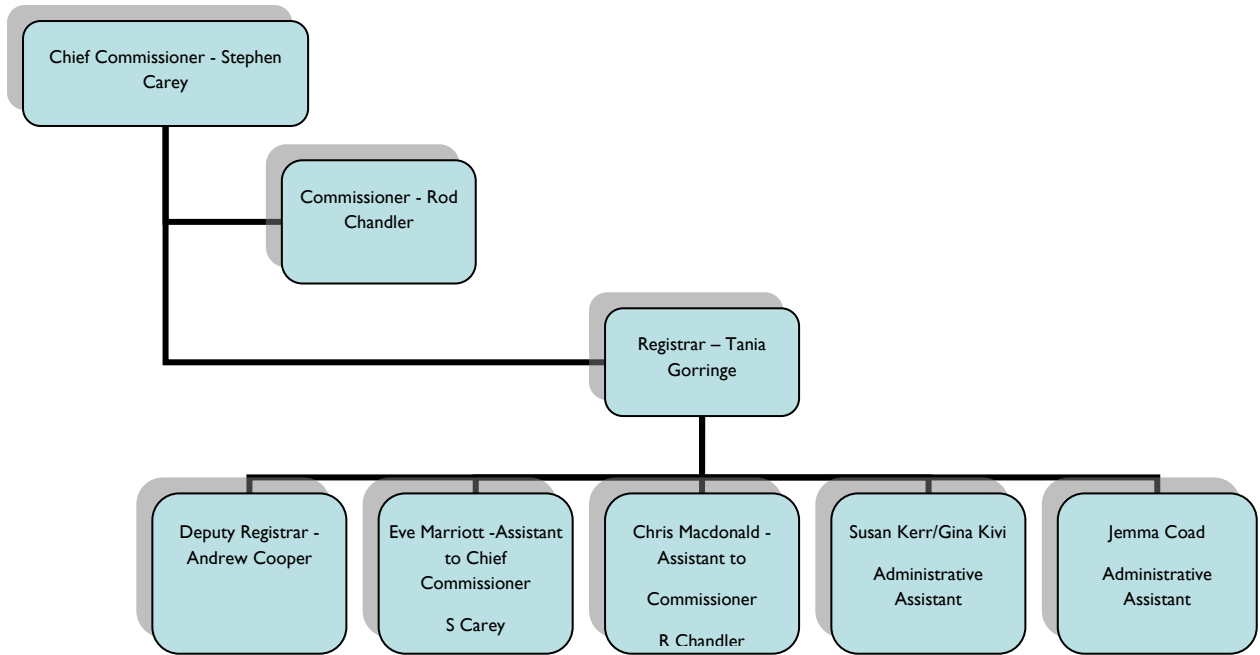 Chief Commissioner - Stephen
Carey
Commissioner - Rod
Chandler
Registrar – Tania
Gorringe
Deputy Registrar -
Andrew Cooper
Eve Marriott -Assistant
to Chief
Commissioner
S Carey
Chris Macdonald -
Assistant to
Commissioner
R Chandler
Susan Kerr/Gina Kivi
Administrative
Assistant
Jemma Coad
Administrative
Assistant